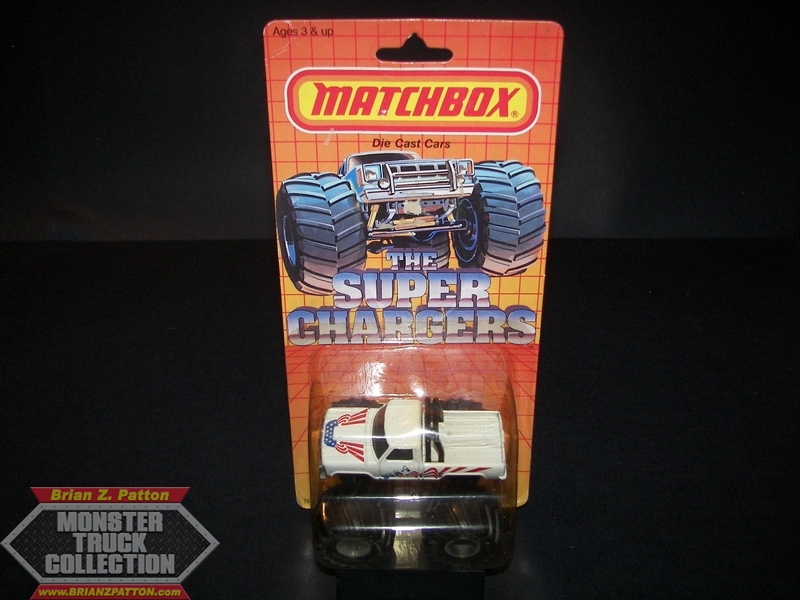 Ages 3 & up
MATCHBOX®
Die Cast Cars
THE
SUPER
CHARGERS
Brian Z. Patton
MONSTER
TRUCK
COLLECTION
www.BRIANZPATTON.com